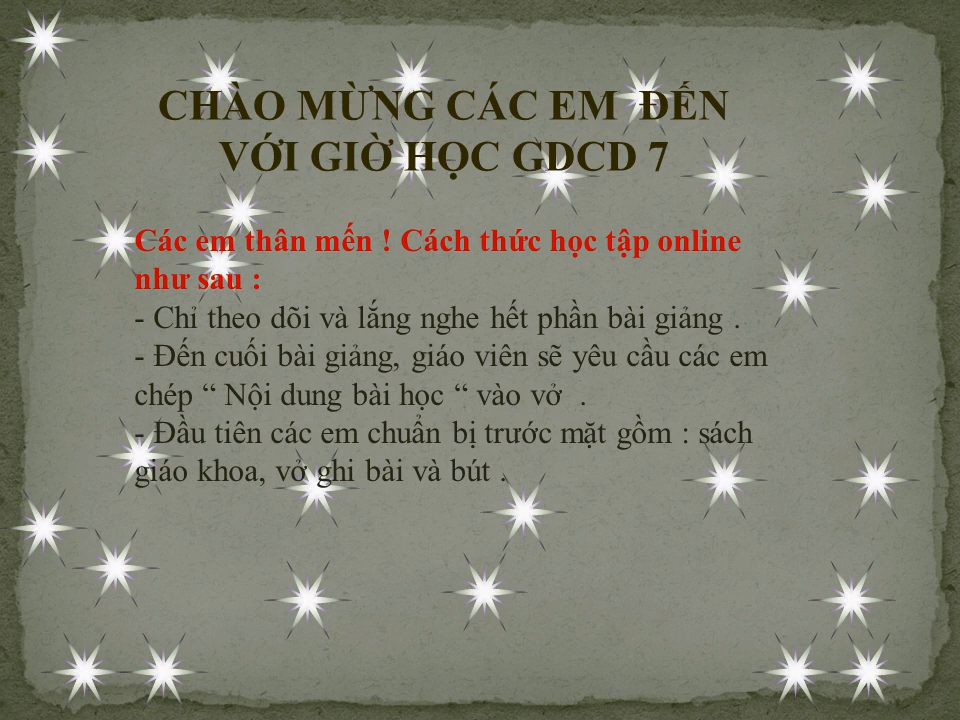 CHÀO MỪNG CÁC EM ĐẾN
VỚI GIỜ HỌC GDCD 7
Các em thân mến ! Cách thức học tập online
như sau :
- Chỉ theo dõi và lắng nghe hết phần bài giảng .
- Đến cuối bài giảng, giáo viên sẽ yêu cầu các em
chép “ Nội dung bài học “ vào vở .
- Đầu tiên các em chuẩn bị trước mặt gồm : sách
giáo khoa, vở ghi bài và bút .